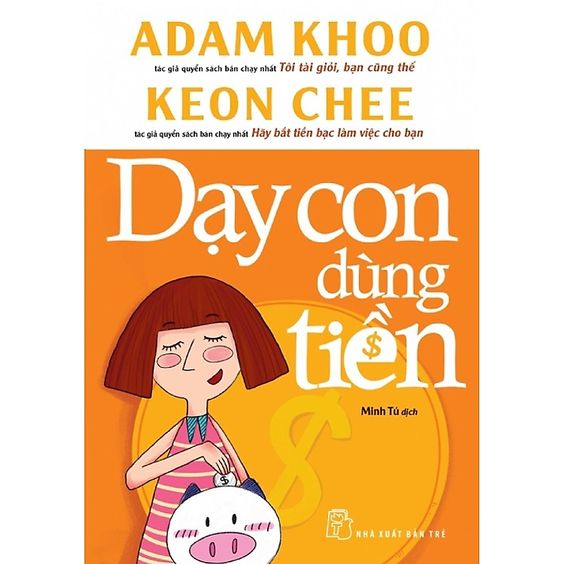 ADAM KHOO
tác giả quyển sách bán chạy nhất Tôi tài giỏi, bạn cũng thế
KEON CHEE
tác giả quyển sách bán chạy nhất Hãy bắt tiền bạc làm việc cho bạn
Dạy con
dùng
tiền
$
Minh Tú dịch
$
NHÀ XUẤT BẢN TRẺ